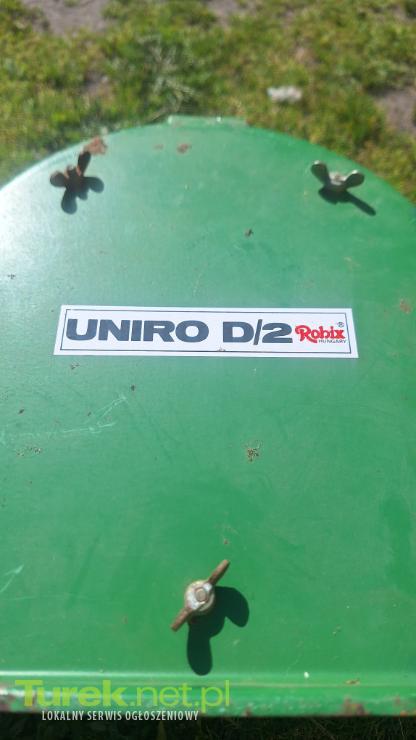 UNIRO D/2 Robix®
HUNGARY
Turek.net.pl
LOKALNY SERWIS OGŁOSZENIOWY